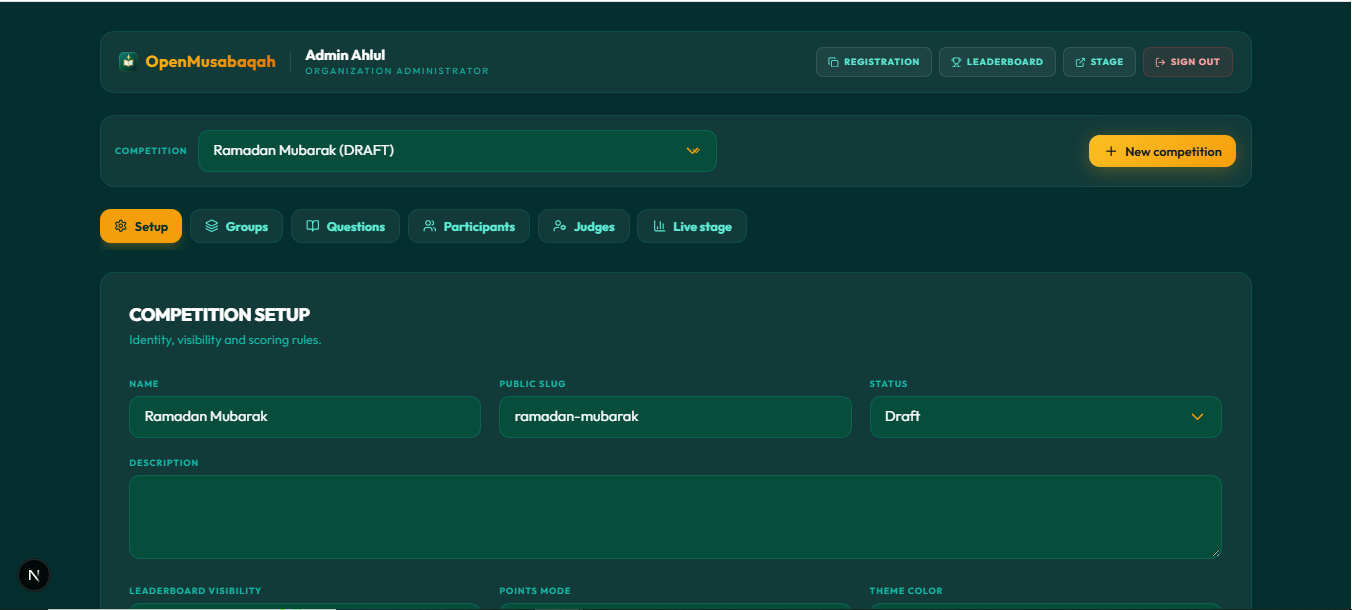 OpenMusabaqah
Admin Ahlul
ORGANIZATION ADMINISTRATOR
REGISTRATION
LEADERBOARD
STAGE
SIGN OUT
COMPETITION
Ramadan Mubarak (DRAFT)
New competition
Setup
Groups
Questions
Participants
Judges
Live stage
COMPETITION SETUP
Identity, visibility and scoring rules.
NAME
PUBLIC SLUG
STATUS
Ramadan Mubarak
ramadan-mubarak
Draft
DESCRIPTION
N
LEADERBOARD VISIBILITY
POINTS MODE
THEME COLOR